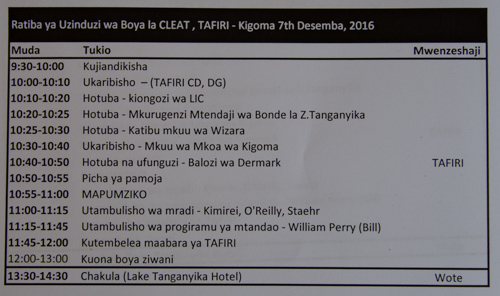 Ratiba ya Uzinduzi wa Boya la CLEAT , TAFIRI - Kigoma 7th Desemba, 2016
Muda Tukio Mwenzeshaji
9:30-10:00 Kujiandikisha
10:00-10:10 Ukaribisho – (TAFIRI CD, DG)
10:10-10:20 Hotuba - kiongozi wa LIC
10:20-10:25 Hotuba - Mkurugenzi Mtendaji wa Bonde la Z.Tanganyika
10:25-10:30 Hotuba - Katibu mkuu wa Wizara
10:30-10:40 Ukaribisho - Mkuu wa Mkoa wa Kigoma
10:40-10:50 Hotuba na ufunguzi - Balozi wa Dermark TAFIRI
10:50-10:55 Picha ya pamoja
10:55-11:00 MAPUMZIKO
11:00-11:15 Utambulisho wa mradi - Kimirei, O'Reilly, Staehr
11:15-11:45 Utambulisho wa programu ya mtandao - William Perry (Bill)
11:45-12:00 Kutembelea maabara ya TAFIRI
12:00-13:00 Kuona boya ziwani
13:30-14:30 Chakula (Lake Tanganyika Hotel) Wote